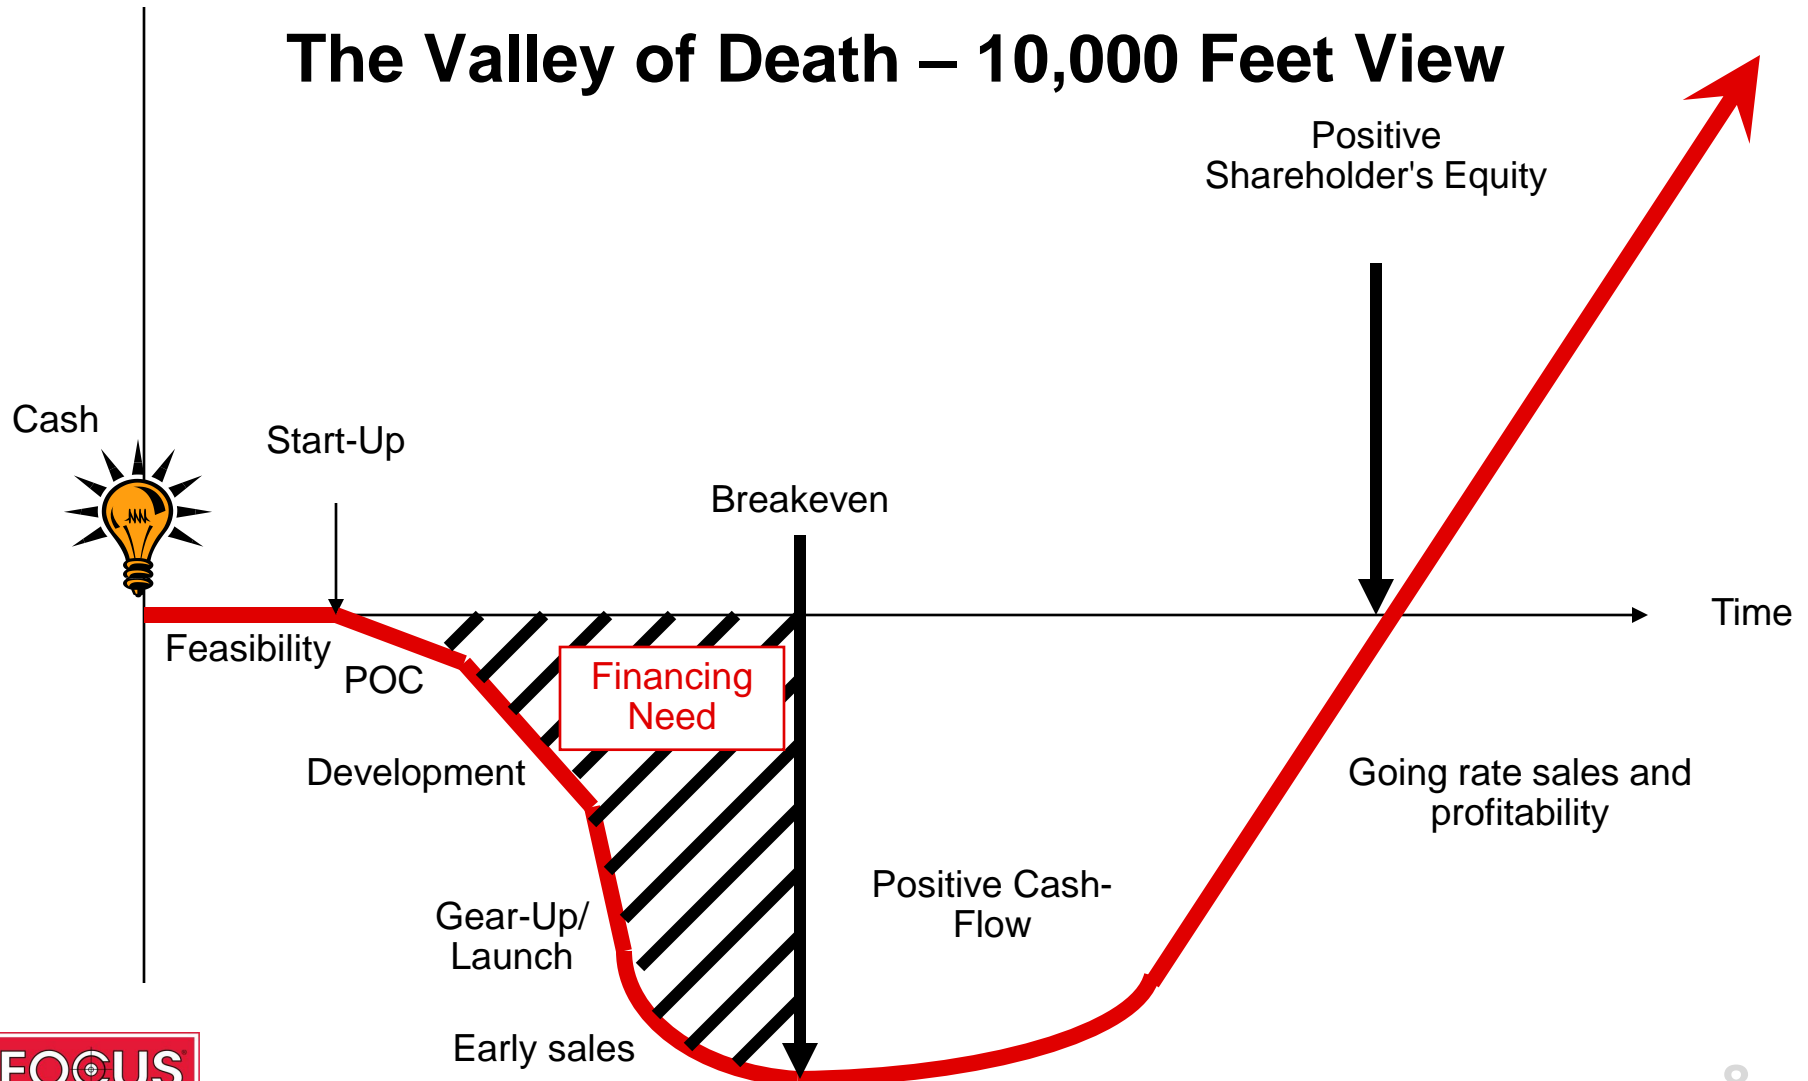 The Valley of Death – 10,000 Feet View
Positive
Shareholder's Equity
Cash
Start-Up
Breakeven
Time
Feasibility
POC
Financing
Need
Development
Going rate sales and
profitability
Positive Cash-
Flow
Gear-Up/
Launch
Early sales
FOCUS
8